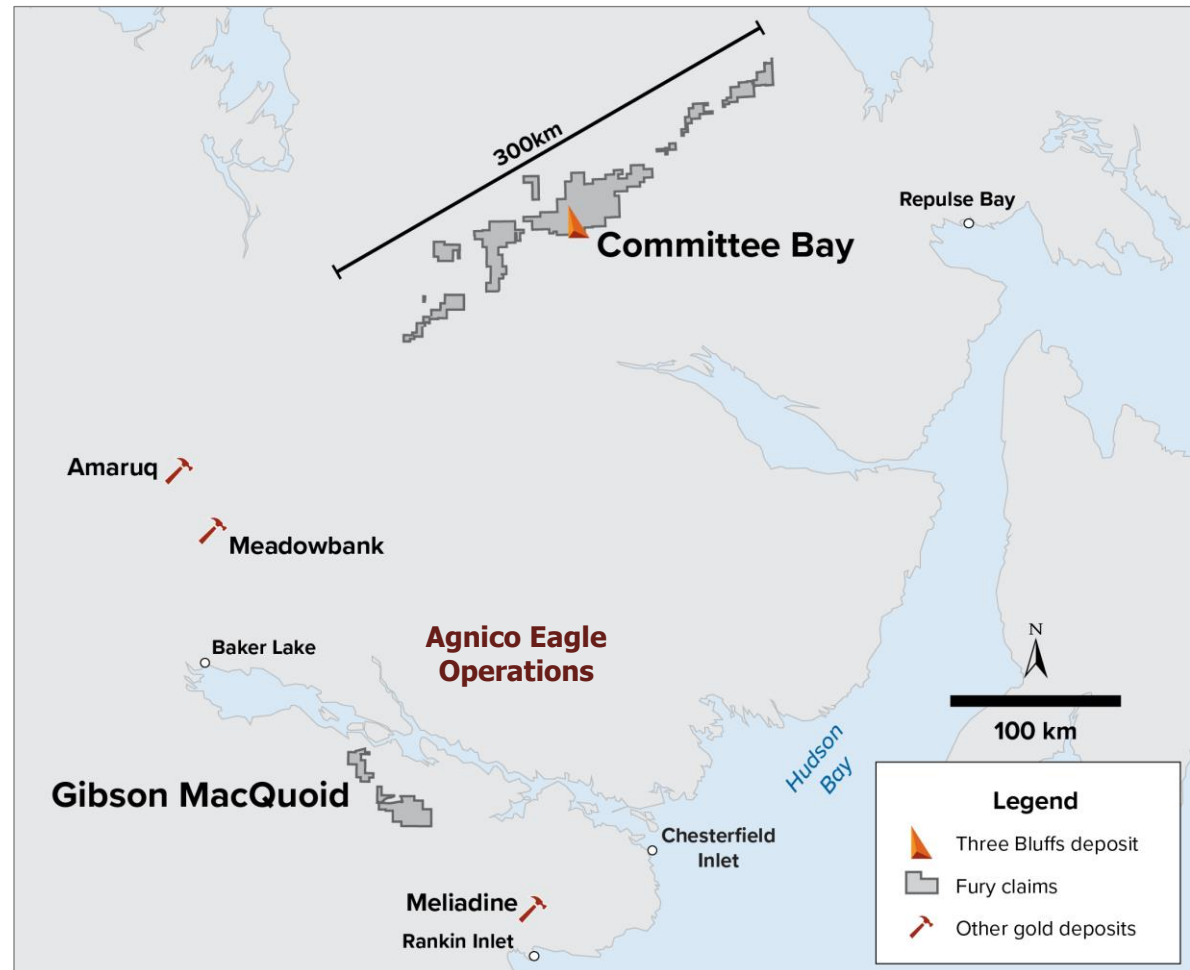 300km
Repulse Bay
Committee Bay
Amaruq
Meadowbank
Agnico Eagle
Operations
Baker Lake
N
100 km
Hudson
Bay
Gibson MacQuoid
Chesterfield
Inlet
Meliadine
Rankin Inlet
Legend
Three Bluffs deposit
Fury claims
Other gold deposits